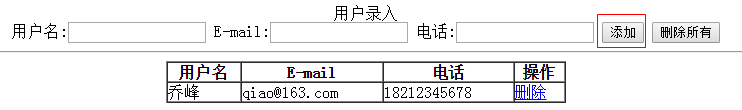 用户录入
用户名: E-mail: 电话: 添加 删除所有
用户名 E-mail 电话 操作
乔峰 qiao@163.com 18212345678 删除